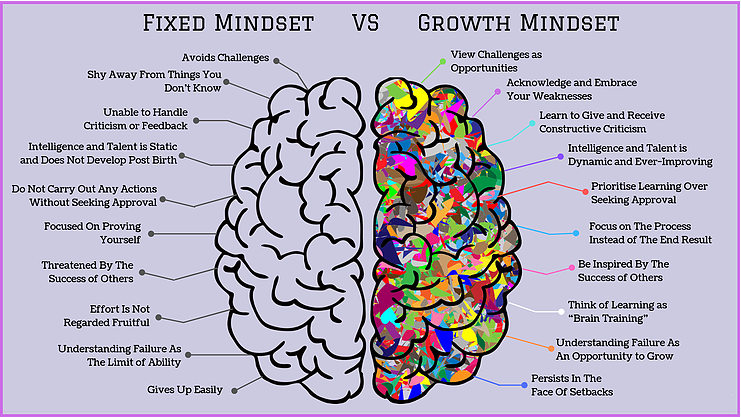 FIXED MINDSET VS GROWTH MINDSET
Avoids Challenges
Shy Away From Things You
Don't Know
Unable to Handle
Criticism or Feedback
Intelligence and Talent is Static
and Does Not Develop Post Birth
Do Not Carry Out Any Actions
Without Seeking Approval
Focused On Proving
Yourself
Threatened By The
Success of Others
Effort Is Not
Regarded Fruitful
Understanding Failure As
The Limit of Ability
Gives Up Easily
View Challenges as
Opportunities
Acknowledge and Embrace
Your Weaknesses
Learn to Give and Receive
Constructive Criticism
Intelligence and Talent is
Dynamic and Ever-Improving
Prioritise Learning Over
Seeking Approval
Focus on The Process
Instead of The End Result
Be Inspired By The
Success of Others
Think of Learning as
"Brain Training"
Understanding Failure As
An Opportunity to Grow
Persists In The
Face Of Setbacks